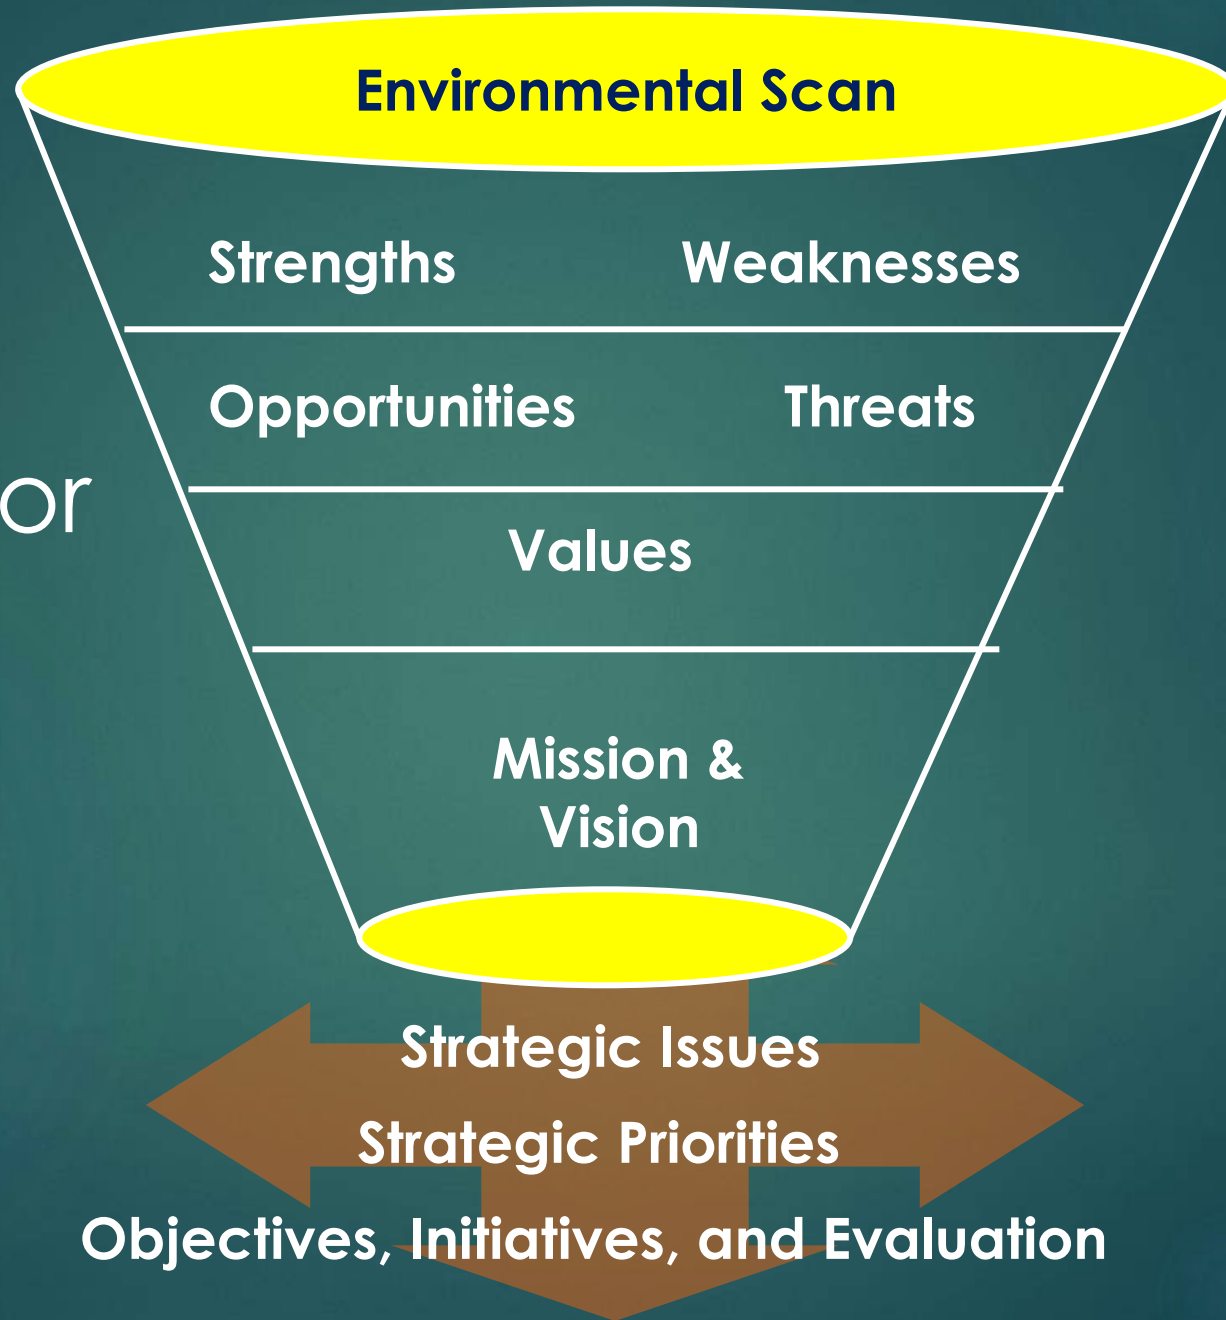 Environmental Scan
Strengths Weaknesses
Opportunities Threats
or
Values
Mission &
Vision
Strategic Issues
Strategic Priorities
Objectives, Initiatives, and Evaluation